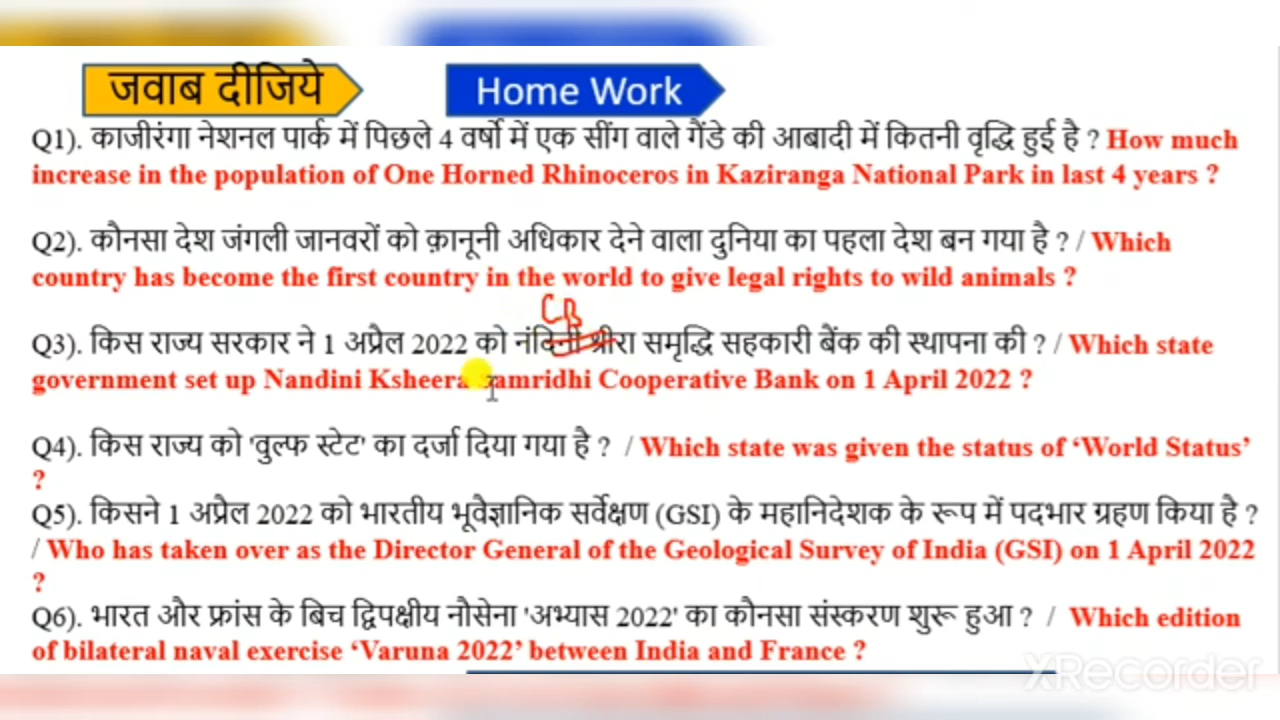 जवाब दीजिये
Home Work
Q1). काजीरंगा नेशनल पार्क में पिछले 4 वर्षो में एक सींग वाले गैंडे की आबादी में कितनी वृद्धि हुई है ? How much
increase in the population of One Horned Rhinoceros in Kaziranga National Park in last 4 years ?
Q2). कौनसा देश जंगली जानवरों को क़ानूनी अधिकार देने वाला दुनिया का पहला देश बन गया है ? / Which
country has become the first country in the world to give legal rights to wild animals ?
CB
Q3). किस राज्य सरकार ने 1 अप्रैल 2022 को नंदिनी श्रीरा समृद्धि सहकारी बैंक की स्थापना की ? / Which state
government set up Nandini Ksheera Samridhi Cooperative Bank on 1 April 2022 ?
Q4). किस राज्य को 'वुल्फ स्टेट' का दर्जा दिया गया है ? / Which state was given the status of ‘World Status’
?
Q5). किसने 1 अप्रैल 2022 को भारतीय भूवैज्ञानिक सर्वेक्षण (GSI) के महानिदेशक के रूप में पदभार ग्रहण किया है ?
/ Who has taken over as the Director General of the Geological Survey of India (GSI) on 1 April 2022
?
Q6). भारत और फ्रांस के बिच द्विपक्षीय नौसेना 'अभ्यास 2022' का कौनसा संस्करण शुरू हुआ ? / Which edition
of bilateral naval exercise ‘Varuna 2022’ between India and France ?
XRecorder